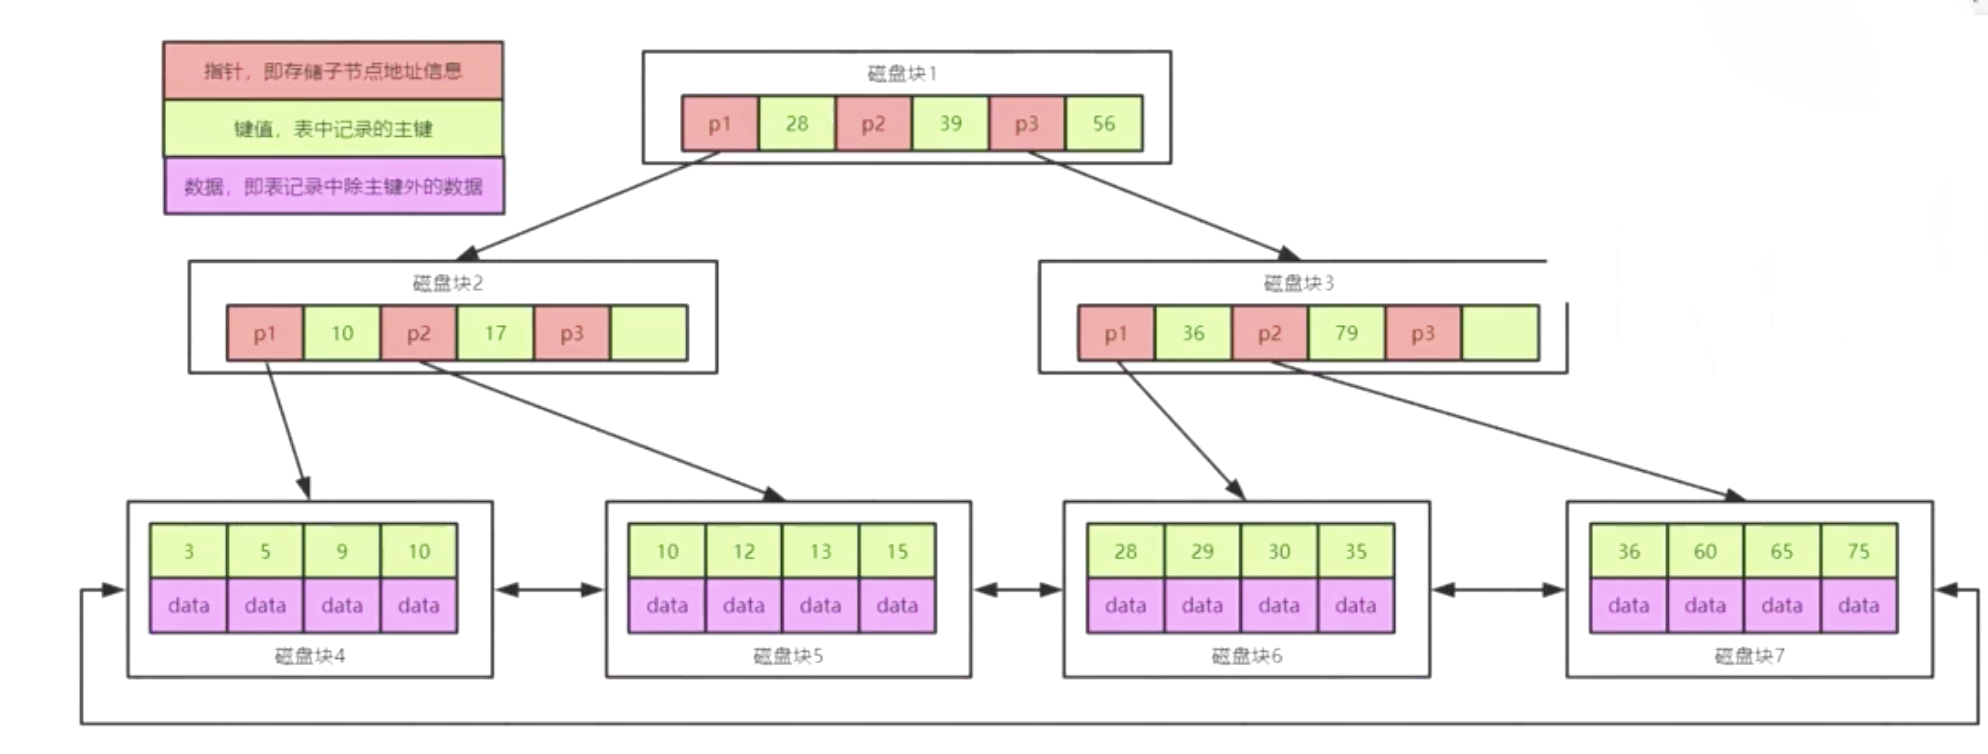 指针，即存储子节点地址信息
键值，表中记录的主键
数据，即表记录中除主键外的数据
磁盘块1
p1 28 p2 39 p3 56
磁盘块2
p1 10 p2 17 p3
磁盘块3
p1 36 p2 79 p3
3 5 9 10
data data data data
磁盘块4
10 12 13 15
data data data data
磁盘块5
28 29 30 35
data data data data
磁盘块6
36 60 65 75
data data data data
磁盘块7